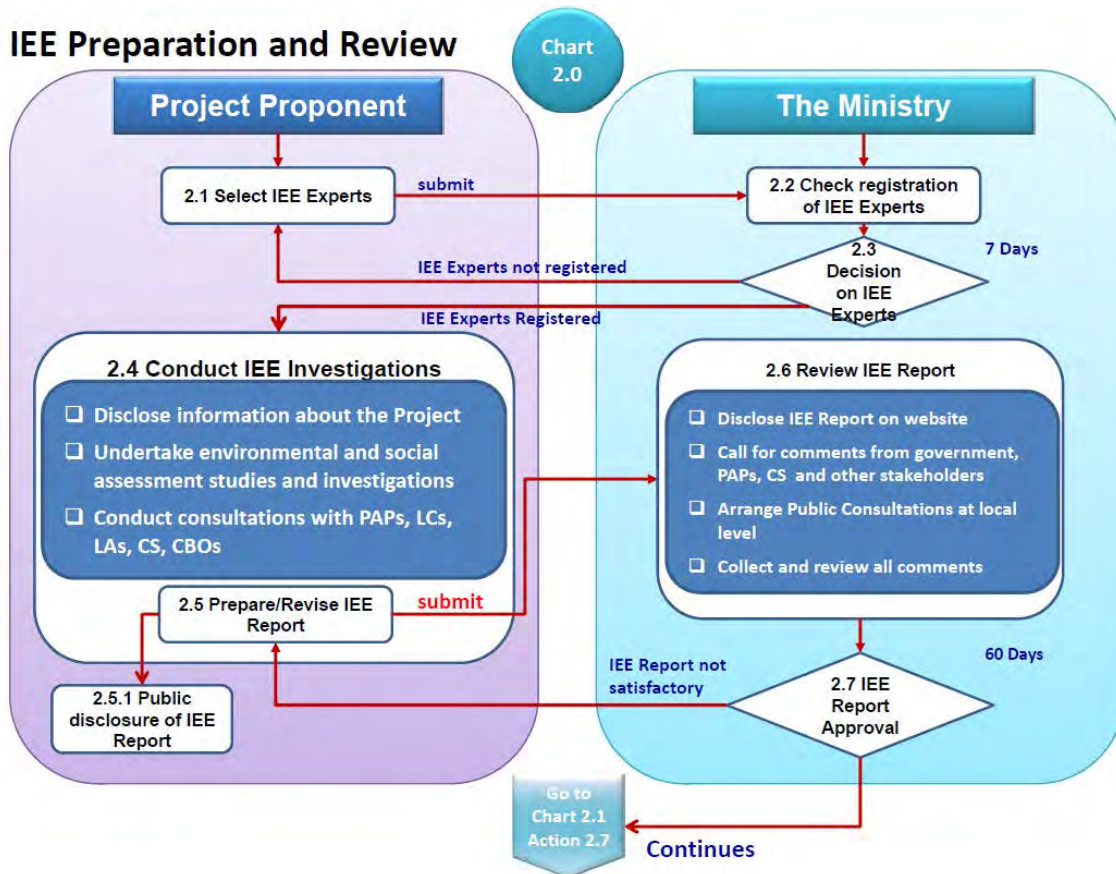 IEE Preparation and Review
Chart
2.0
Project Proponent
The Ministry
2.1 Select IEE Experts
submit
2.2 Check registration
of IEE Experts
7 Days
2.3
Decision
on IEE
Experts
IEE Experts not registered
IEE Experts Registered
2.4 Conduct IEE Investigations
❑ Disclose information about the Project
❑ Undertake environmental and social
assessment studies and investigations
❑ Conduct consultations with PAPs, LCs,
LAs, CS, CBOs
2.5 Prepare/Revise IEE
Report
submit
2.5.1 Public
disclosure of IEE
Report
2.6 Review IEE Report
❑ Disclose IEE Report on website
❑ Call for comments from government,
PAPs, CS and other stakeholders
❑ Arrange Public Consultations at local
level
❑ Collect and review all comments
60 Days
IEE Report not
satisfactory
2.7 IEE
Report
Approval
Go to
Chart 2.1
Action 2.7
Continues